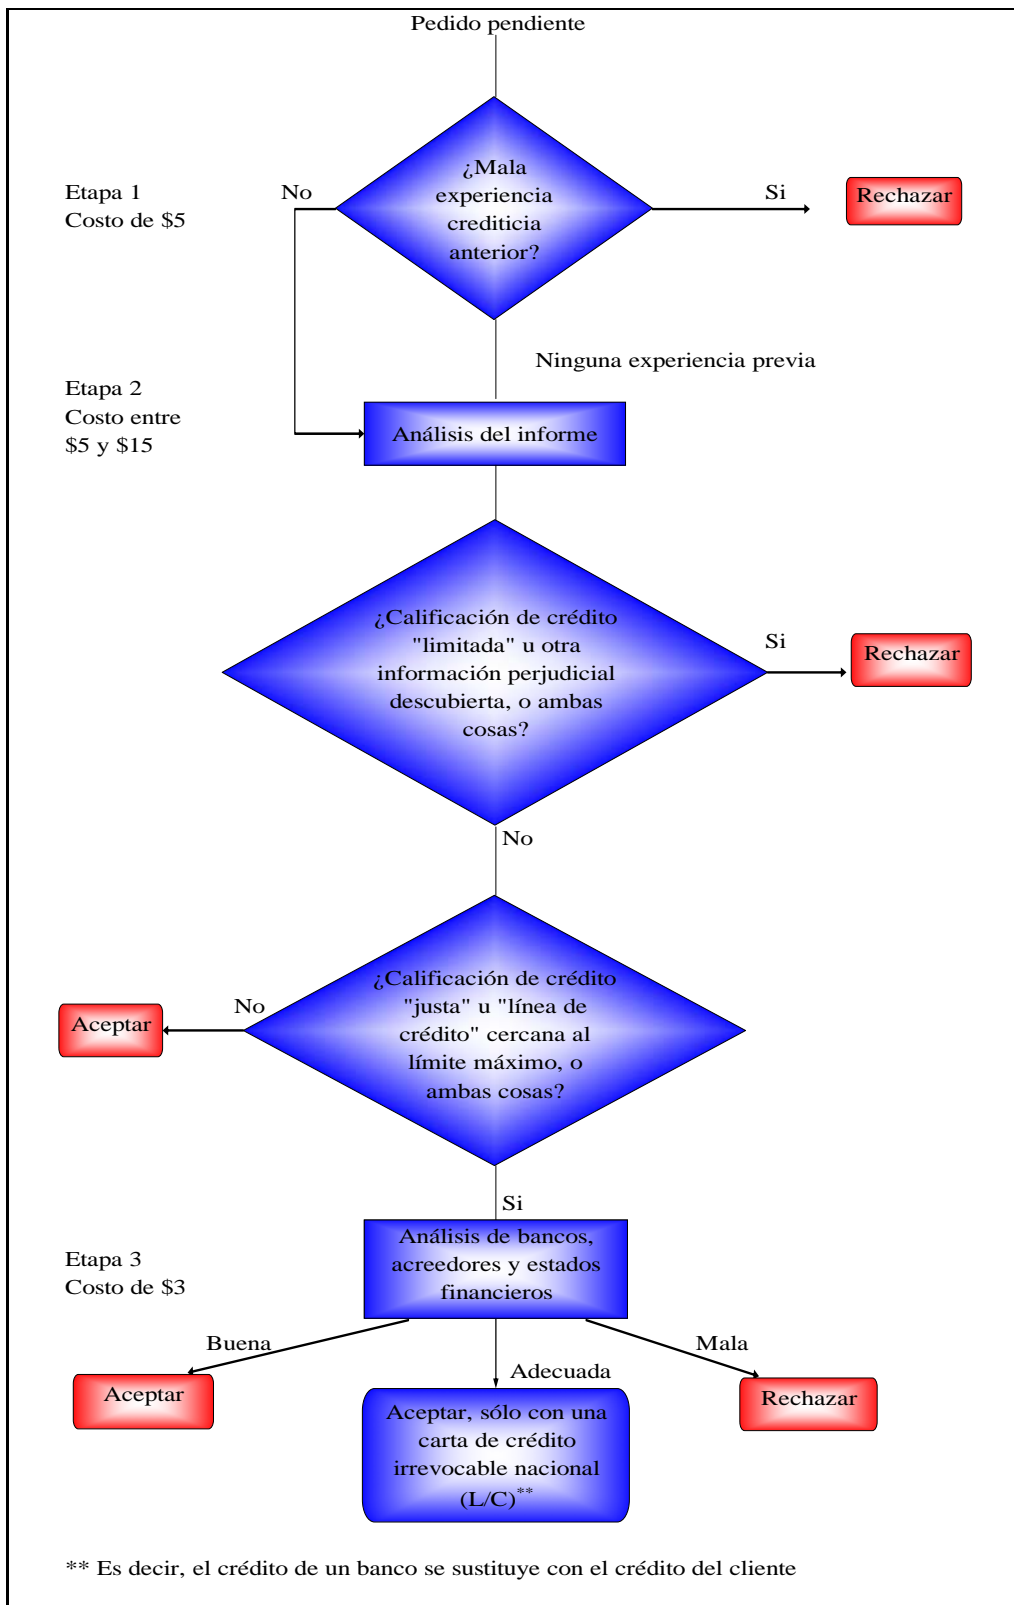 Pedido pendiente
Etapa 1
Costo de $5
No
¿Mala
experiencia
crediticia
anterior?
Si
Rechazar
Ninguna experiencia previa
Etapa 2
Costo entre
$5 y $15
Análisis del informe
¿Calificación de crédito
"limitada" u otra
información perjudicial
descubierta, o ambas
cosas?
Si
Rechazar
No
¿Calificación de crédito
"justa" u "línea de
crédito" cercana al
límite máximo, o
ambas cosas?
No
Aceptar
Si
Etapa 3
Costo de $3
Análisis de bancos,
acreedores y estados
financieros
Buena
Adecuada
Mala
Aceptar
Aceptar, sólo con una
carta de crédito
irrevocable nacional
(L/C)**
Rechazar
** Es decir, el crédito de un banco se sustituye con el crédito del cliente